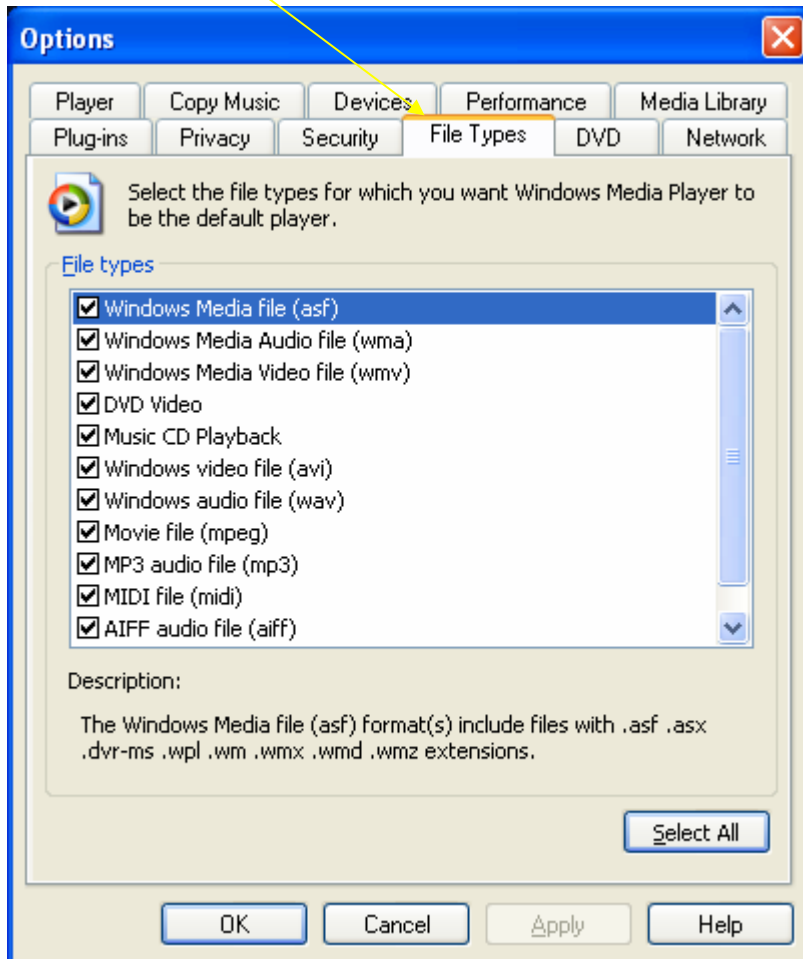 Options
Player Copy Music Devices Performance Media Library
Plug-ins Privacy Security File Types DVD Network
Select the file types for which you want Windows Media Player to
be the default player.
File types
Windows Media file (asf)
Windows Media Audio file (wma)
Windows Media Video file (wmv)
DVD Video
Music CD Playback
Windows video file (avi)
Windows audio file (wav)
Movie file (mpeg)
MP3 audio file (mp3)
MIDI file (midi)
AIFF audio file (aiff)
Description:
The Windows Media file (asf) format(s) include files with .asf .asx
.dvr-ms .wpl .wm .wmx .wmd .wmz extensions.
Select All
OK Cancel Apply Help